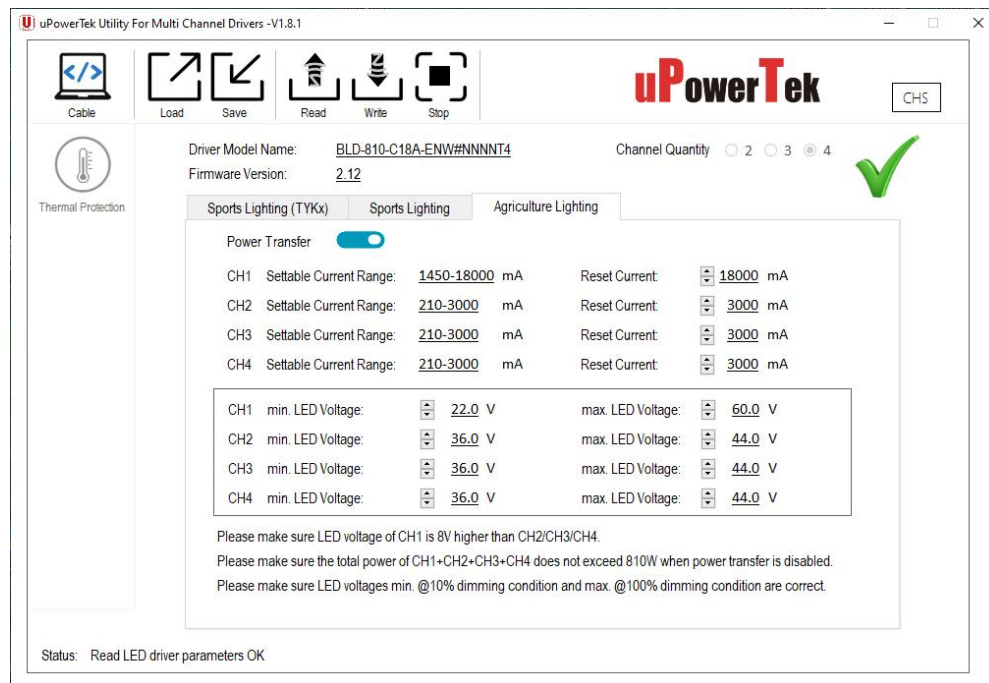 uPowerTek Utility For Multi Channel Drivers -V1.8.1
</>
uPowerTek
CHS
Cable Load Save Read Write Stop
Driver Model Name: BLD-810-C18A-ENW#NNNNT4 Channel Quantity 2 3 4
Firmware Version: 2.12
Thermal Protection
Sports Lighting (TYKx) Sports Lighting Agriculture Lighting
Power Transfer
CH1 Settable Current Range: 1450-18000 mA Reset Current: 18000 mA
CH2 Settable Current Range: 210-3000 mA Reset Current: 3000 mA
CH3 Settable Current Range: 210-3000 mA Reset Current: 3000 mA
CH4 Settable Current Range: 210-3000 mA Reset Current: 3000 mA
CH1 min. LED Voltage: 22.0 V max. LED Voltage: 60.0 V
CH2 min. LED Voltage: 36.0 V max. LED Voltage: 44.0 V
CH3 min. LED Voltage: 36.0 V max. LED Voltage: 44.0 V
CH4 min. LED Voltage: 36.0 V max. LED Voltage: 44.0 V
Please make sure LED voltage of CH1 is 8V higher than CH2/CH3/CH4.
Please make sure the total power of CH1+CH2+CH3+CH4 does not exceed 810W when power transfer is disabled.
Please make sure LED voltages min. @10% dimming condition and max. @100% dimming condition are correct.
Status: Read LED driver parameters OK